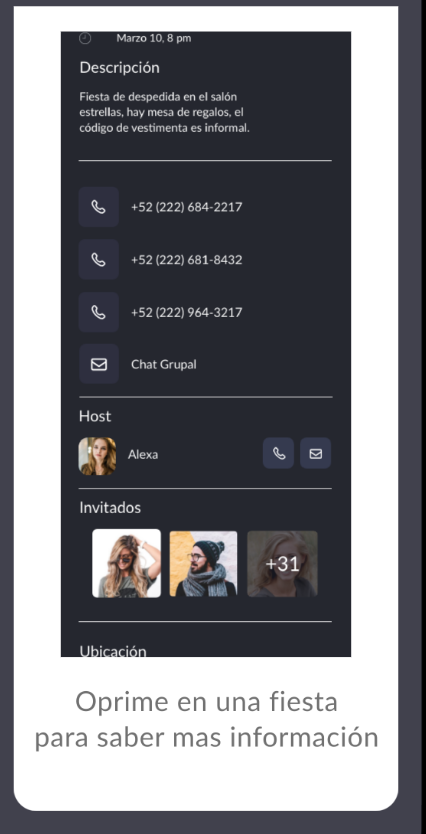 Marzo 10, 8 pm
Descripción
Fiesta de despedida en el salón
estrellas, hay mesa de regalos, el
código de vestimenta es informal.
+52 (222) 684-2217
+52 (222) 681-8432
+52 (222) 964-3217
Chat Grupal
Host
Alexa
Invitados
+31
Ubicación
Oprime en una fiesta
para saber mas información